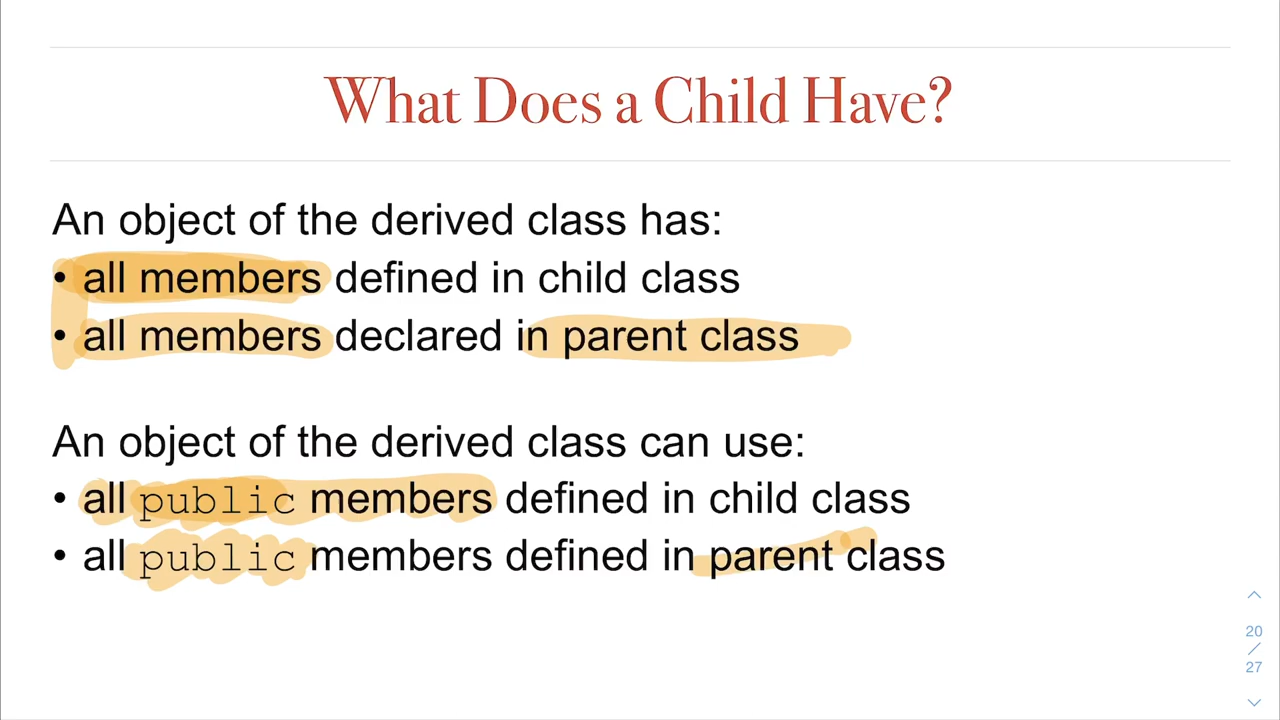 What Does a Child Have?
An object of the derived class has:
• all members defined in child class
• all members declared in parent class
An object of the derived class can use:
• all public members defined in child class
• all public members defined in parent class
20
/
27